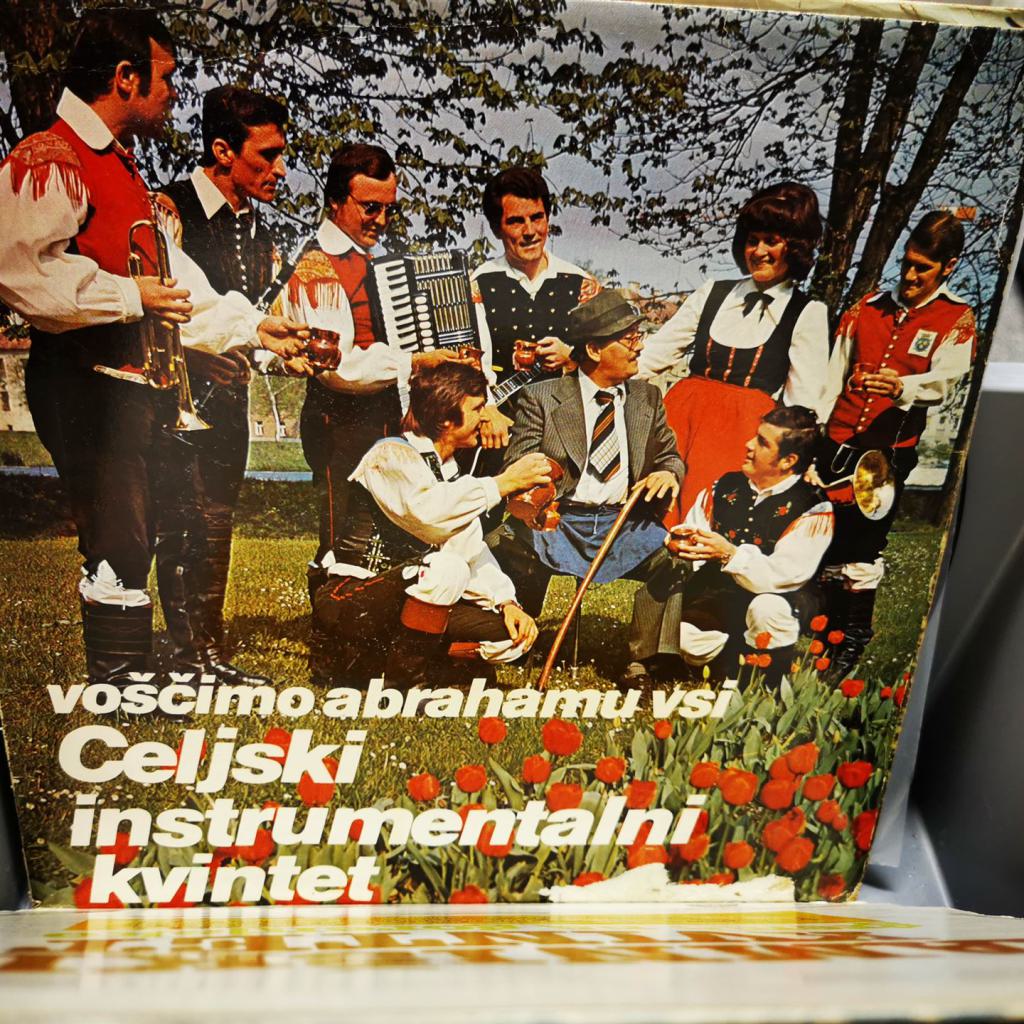 voščimo abrahamu vsi
Celjski
instrumentalni
kvintet